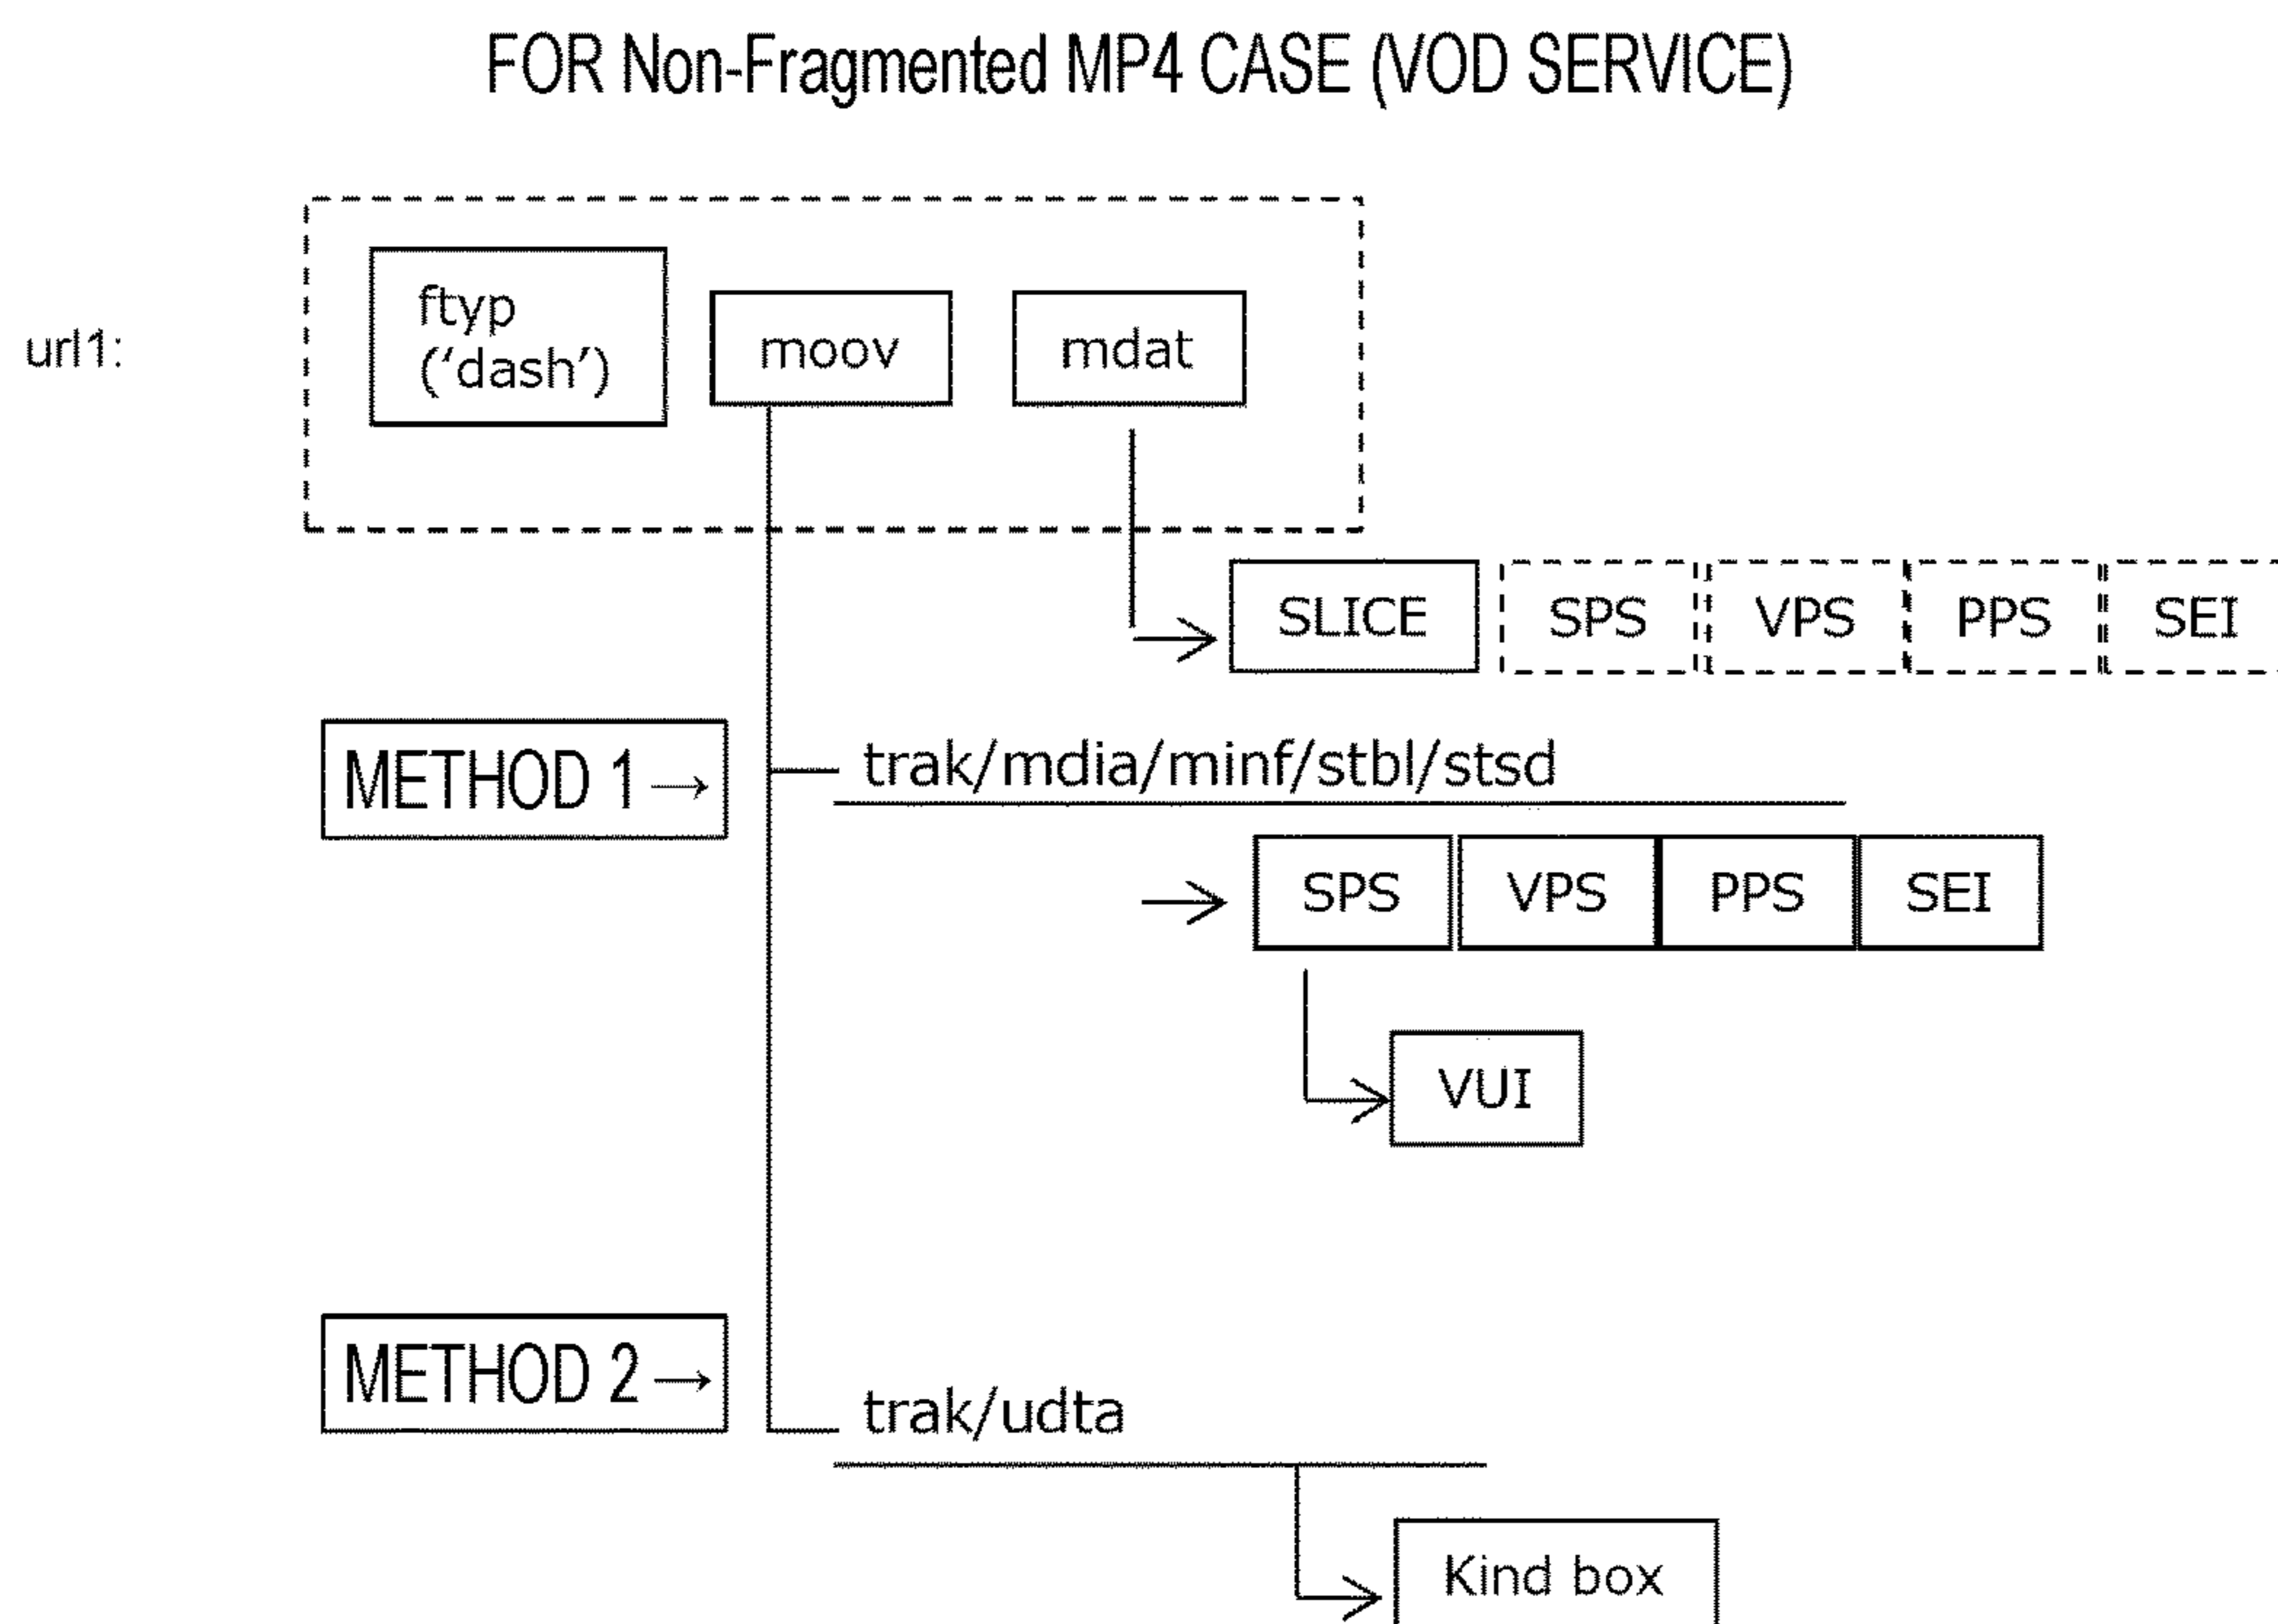 FOR Non-Fragmented MP4 CASE (VOD SERVICE)
url1:
ftyp
(‘dash’)
moov
mdat
SLICE
SPS
VPS
PPS
SEI
METHOD 1→
trak/mdia/minf/stbl/stsd
SPS
VPS
PPS
SEI
VUI
METHOD 2→
trak/udta
Kind box